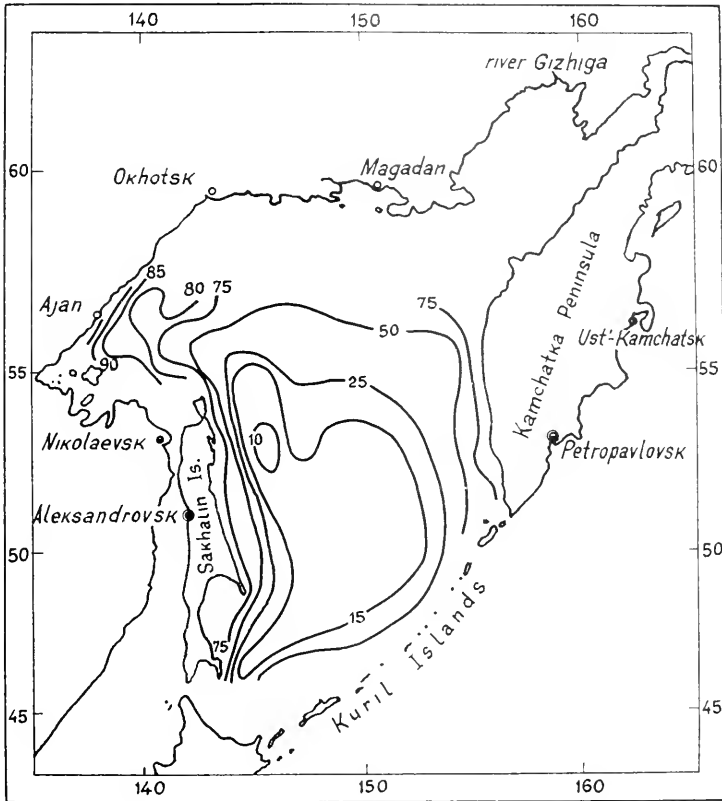 140 150 160
river Gizhiga
60 60
Okhotsk
Magadan
85
80 75
Ajan
75
50
Kamchatka Peninsula
Ust'-Kamchatsk
90
55 55
25
Nikolaevsk
10
Petropavlovsk
Sakhalin Is.
Aleksandrovsk
50 50
15
75
Kuril Islands
45 45
140 150 160